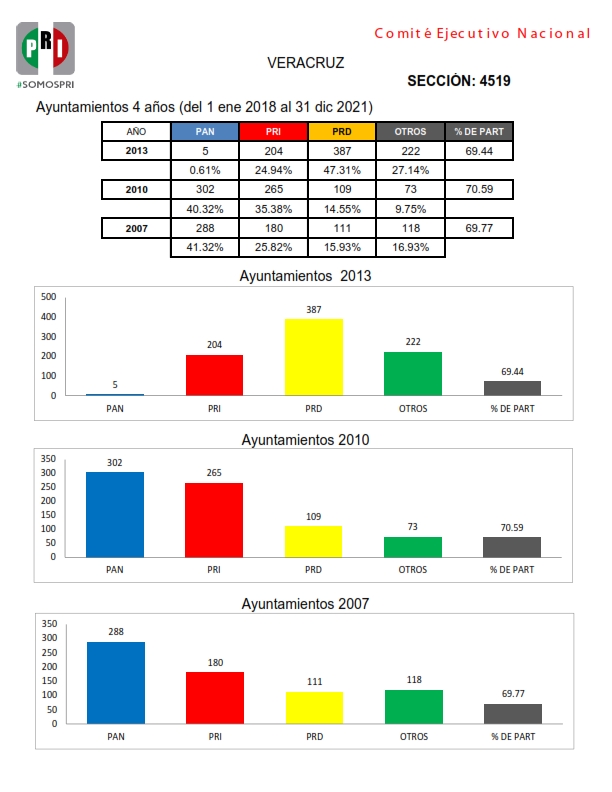 Comité Ejecutivo Nacional
PRI
#SOMOSPRI
VERACRUZ
SECCIÓN: 4519
Ayuntamientos 4 años (del 1 ene 2018 al 31 dic 2021)
AÑO PAN PRI PRD OTROS % DE PART
2013 5 204 387 222 69.44
0.61% 24.94% 47.31% 27.14%
2010 302 265 109 73 70.59
40.32% 35.38% 14.55% 9.75%
2007 288 180 111 118 69.77
41.32% 25.82% 15.93% 16.93%
Ayuntamientos 2013
500
400
300
200
100
0
5
204
387
222
69.44
PAN PRI PRD OTROS % DE PART
Ayuntamientos 2010
350
300
250
200
150
100
50
0
302
265
109
73
70.59
PAN PRI PRD OTROS % DE PART
Ayuntamientos 2007
350
300
250
200
150
100
50
0
288
180
111
118
69.77
PAN PRI PRD OTROS % DE PART